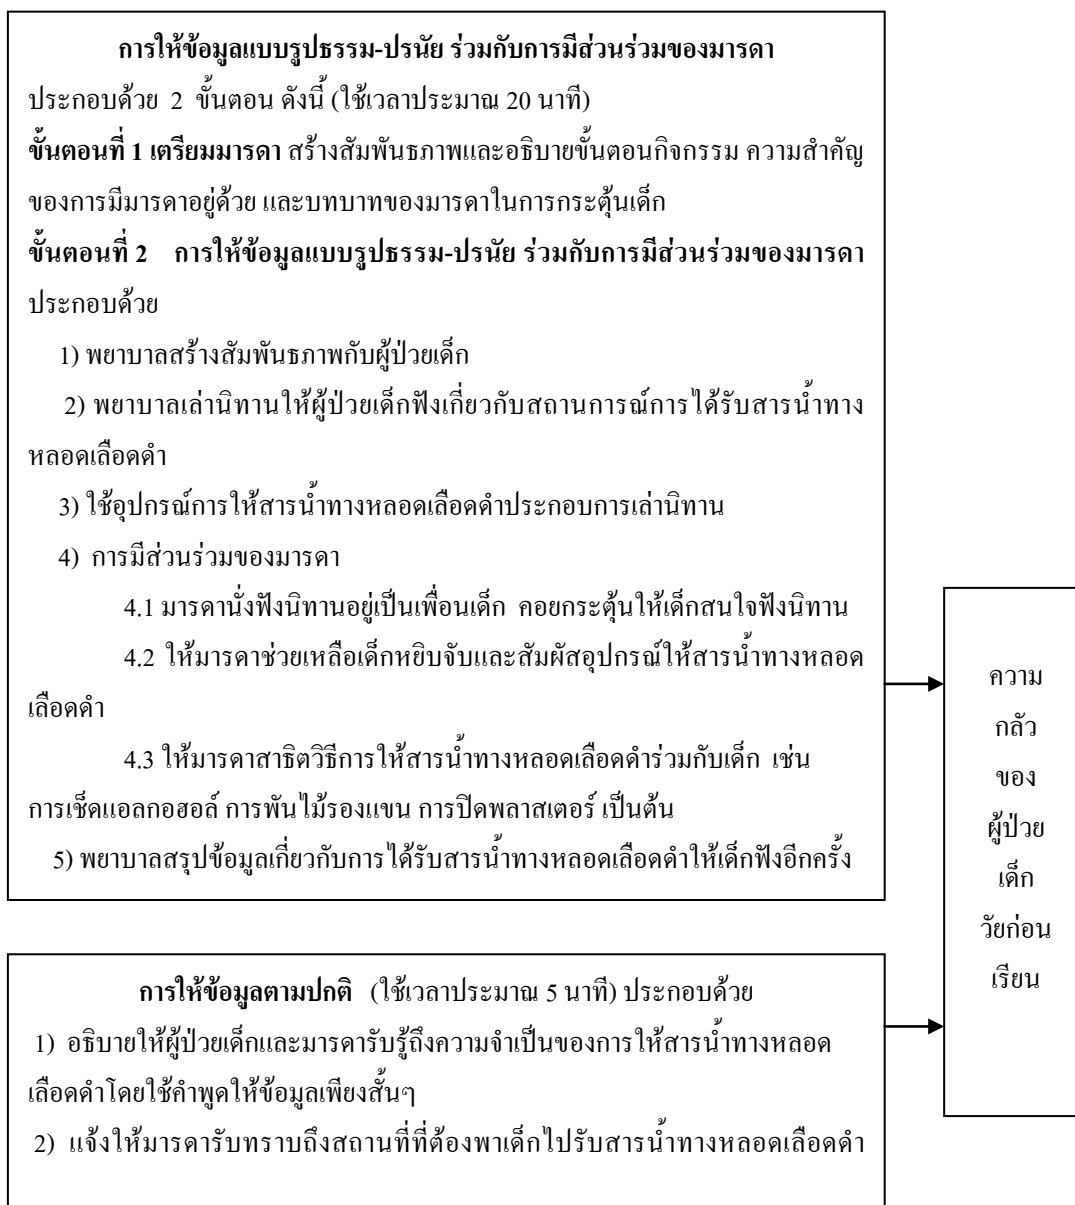 การให้ข้อมูลแบบรูปธรรม-ปรนัย ร่วมกับการมีส่วนร่วมของมารดา
ประกอบด้วย 2 ขั้นตอน ดังนี้ (ใช้เวลาประมาณ 20 นาที)
ขั้นตอนที่ 1 เตรียมมารดา สร้างสัมพันธภาพและอธิบายขั้นตอนกิจกรรม ความสำคัญ
ของการมีมารดาอยู่ด้วย และบทบาทของมารดาในการกระตุ้นเด็ก
ขั้นตอนที่ 2 การให้ข้อมูลแบบรูปธรรม-ปรนัย ร่วมกับการมีส่วนร่วมของมารดา
ประกอบด้วย
1) พยาบาลสร้างสัมพันธภาพกับผู้ป่วยเด็ก
2) พยาบาลเล่านิทานให้ผู้ป่วยเด็กฟังเกี่ยวกับสถานการณ์การได้รับสารน้ำทาง
หลอดเลือดดำ
3) ใช้อุปกรณ์การให้สารน้ำทางหลอดเลือดดำประกอบการเล่านิทาน
4) การมีส่วนร่วมของมารดา
4.1 มารดานั่งฟังนิทานอยู่เป็นเพื่อนเด็ก คอยกระตุ้นให้เด็กสนใจฟังนิทาน
4.2 ให้มารดาช่วยเหลือเด็กหยิบจับและสัมผัสอุปกรณ์ให้สารน้ำทางหลอด
เลือดดำ
4.3 ให้มารดาสาธิตวิธีการให้สารน้ำทางหลอดเลือดดำร่วมกับเด็ก เช่น
การเช็ดแอลกอฮอล์ การพันไม้รองแขน การปิดพลาสเตอร์ เป็นต้น
5) พยาบาลสรุปข้อมูลเกี่ยวกับการได้รับสารน้ำทางหลอดเลือดดำให้เด็กฟังอีกครั้ง
ความ
กลัว
ของ
ผู้ป่วย
เด็ก
วัยก่อน
เรียน
การให้ข้อมูลตามปกติ (ใช้เวลาประมาณ 5 นาที) ประกอบด้วย
1) อธิบายให้ผู้ป่วยเด็กและมารดารับรู้ถึงความจำเป็นของการให้สารน้ำทางหลอด
เลือดดำโดยใช้คำพูดให้ข้อมูลเพียงสั้นๆ
2) แจ้งให้มารดารับทราบถึงสถานที่ที่ต้องพาเด็กไปรับสารน้ำทางหลอดเลือดดำ